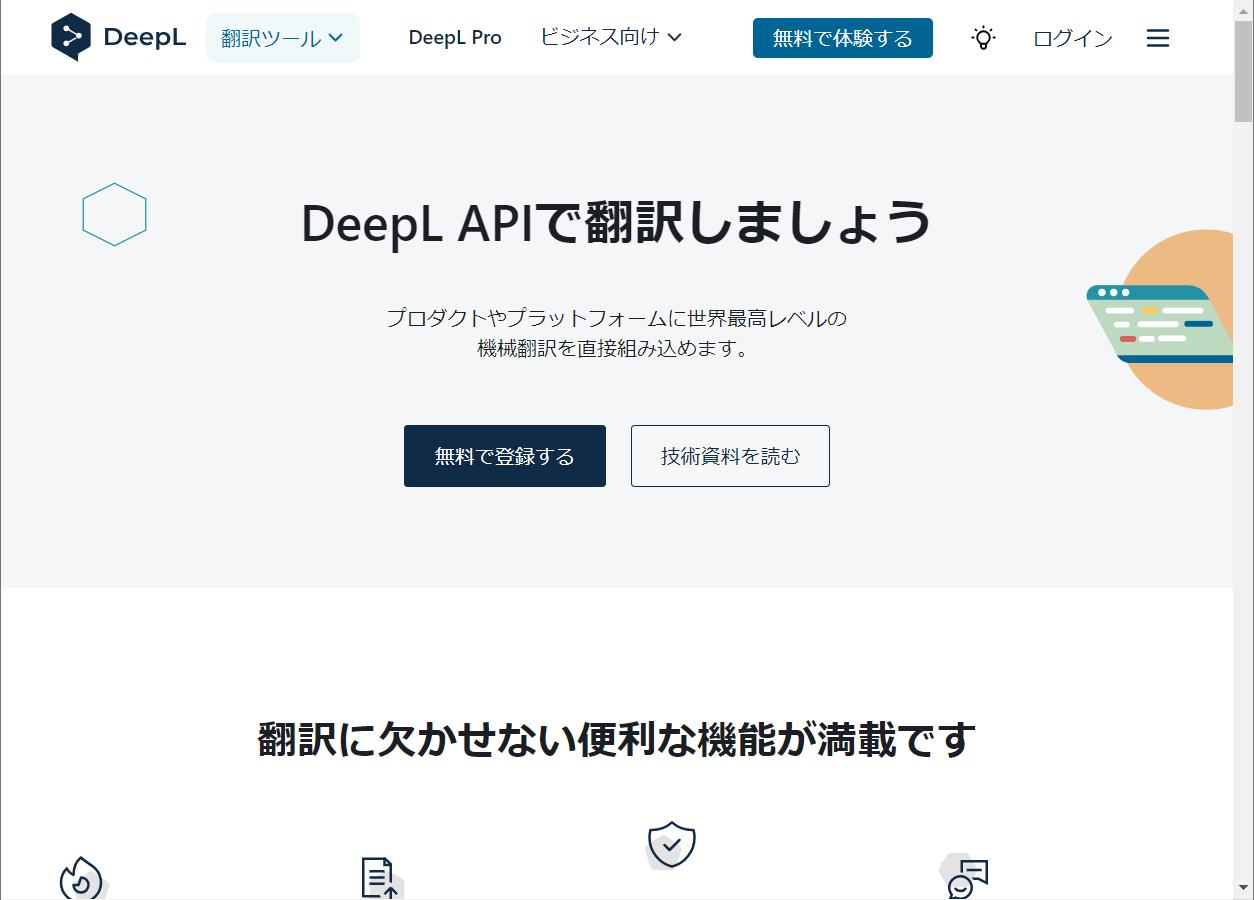 DeepL
翻訳ツール
DeepL Pro
ビジネス向け
無料で体験する
ログイン
DeepL APIで翻訳しましょう
プロダクトやプラットフォームに世界最高レベルの
機械翻訳を直接組み込めます。
無料で登録する
技術資料を読む
翻訳に欠かせない便利な機能が満載です